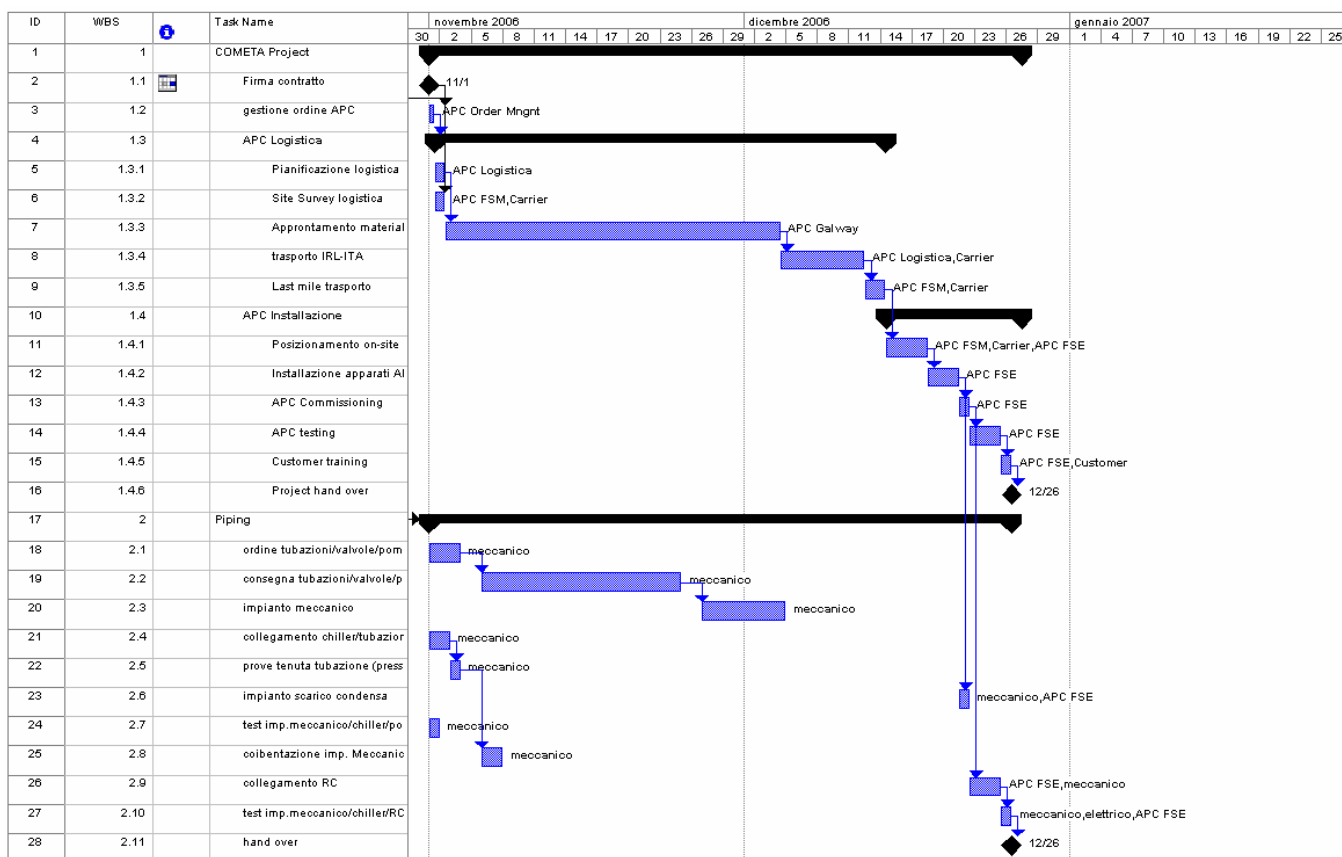 ID WBS Task Name novembre 2006 dicembre 2006 gennaio 2007
30 2 5 8 11 14 17 20 23 26 29 2 5 8 11 14 17 20 23 26 29 1 4 7 10 13 16 19 22 25
1 1 COMETA Project
2 1.1 Firma contratto 11/1
3 1.2 gestione ordine APC APC Order Mngnt
4 1.3 APC Logistica
5 1.3.1 Pianificazione logistica APC Logistica
6 1.3.2 Site Survey logistica APC FSM,Carrier
7 1.3.3 Approntamento material APC Galway
8 1.3.4 trasporto IRL-ITA APC Logistica,Carrier
9 1.3.5 Last mile trasporto APC FSM,Carrier
10 1.4 APC Installazione
11 1.4.1 Posizionamento on-site APC FSM,Carrier,APC FSE
12 1.4.2 Installazione apparati AI APC FSE
13 1.4.3 APC Commissioning APC FSE
14 1.4.4 APC testing APC FSE
15 1.4.5 Customer training APC FSE,Customer
16 1.4.6 Project hand over 12/26
17 2 Piping
18 2.1 ordine tubazioni/valvole/pom meccanico
19 2.2 consegna tubazioni/valvole/p meccanico
20 2.3 impianto meccanico meccanico
21 2.4 collegamento chiller/tubazior meccanico
22 2.5 prove tenuta tubazione (press meccanico
23 2.6 impianto scarico condensa meccanico,APC FSE
24 2.7 test imp.meccanico/chiller/po meccanico
25 2.8 coibentazione imp. Meccanic meccanico
26 2.9 collegamento RC APC FSE,meccanico
27 2.10 test imp.meccanico/chiller/RC meccanico,elettrico,APC FSE
28 2.11 hand over 12/26